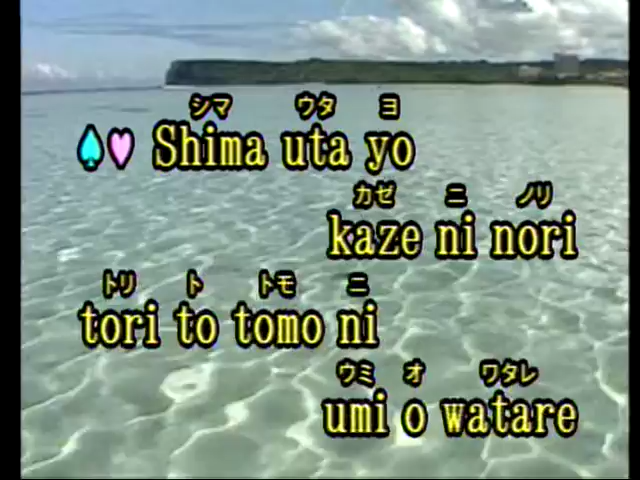 シマ ウタ ヨ
♠♥ Shima uta yo
カゼ ニ ノリ
kaze ni nori
トリ ト トモ ニ
tori to tomo ni
ウミ オ ワタレ
umi o watare